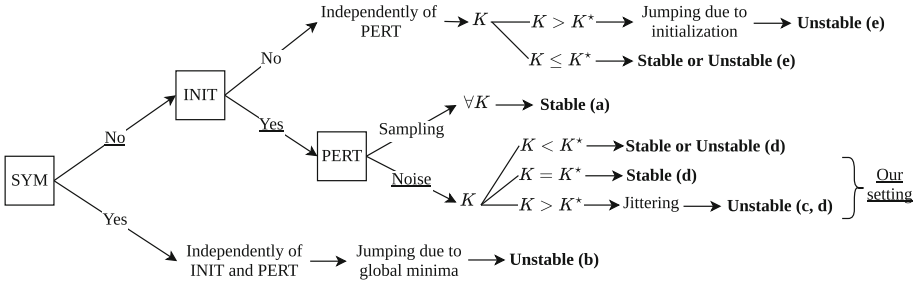 Independently of
PERT
K
K > K*
Jumping due to
initialization
Unstable (e)
No
K ≤ K*
Stable or Unstable (e)
INIT
∀K
Stable (a)
Yes
Sampling
No
PERT
K < K*
Stable or Unstable (d)
SYM
Noise
K
K = K*
Stable (d)
Our
setting
K > K*
Jittering
Unstable (c, d)
Yes
Independently of
INIT and PERT
Jumping due to
global minima
Unstable (b)